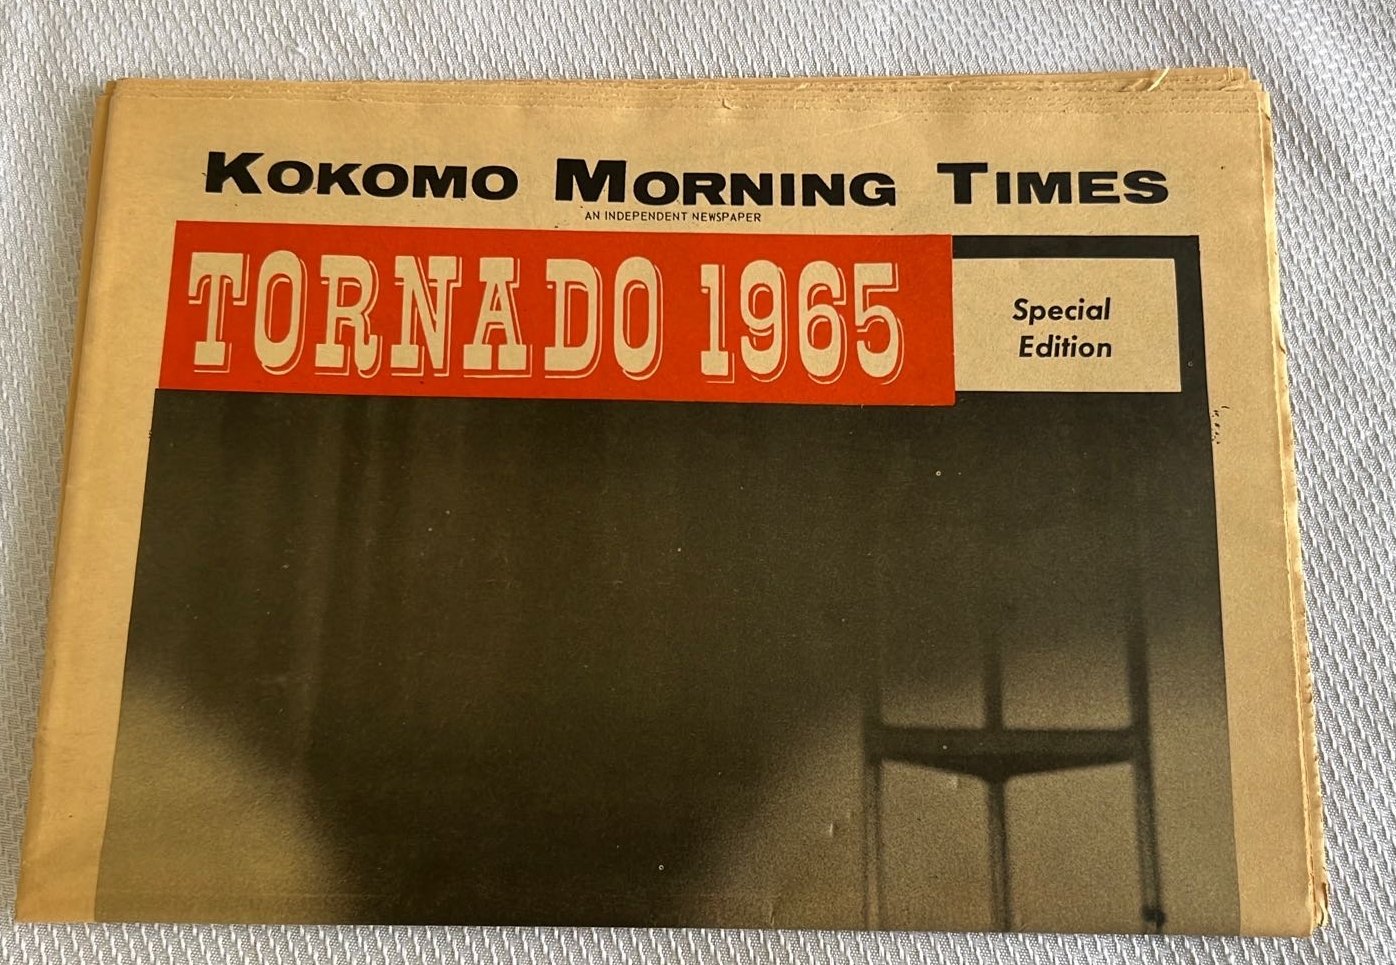 KOKOMO MORNING TIMES
AN INDEPENDENT NEWSPAPER
TORNADO 1965
Special
Edition